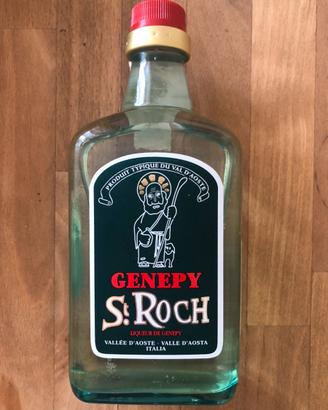 PRODUIT TYPIQUE DU VAL D'AOSTE
GENEPY
St ROCH
LIQUEUR DE GENEPY
VALLÉE D'AOSTE - VALLE D'AOSTA
ITALIA